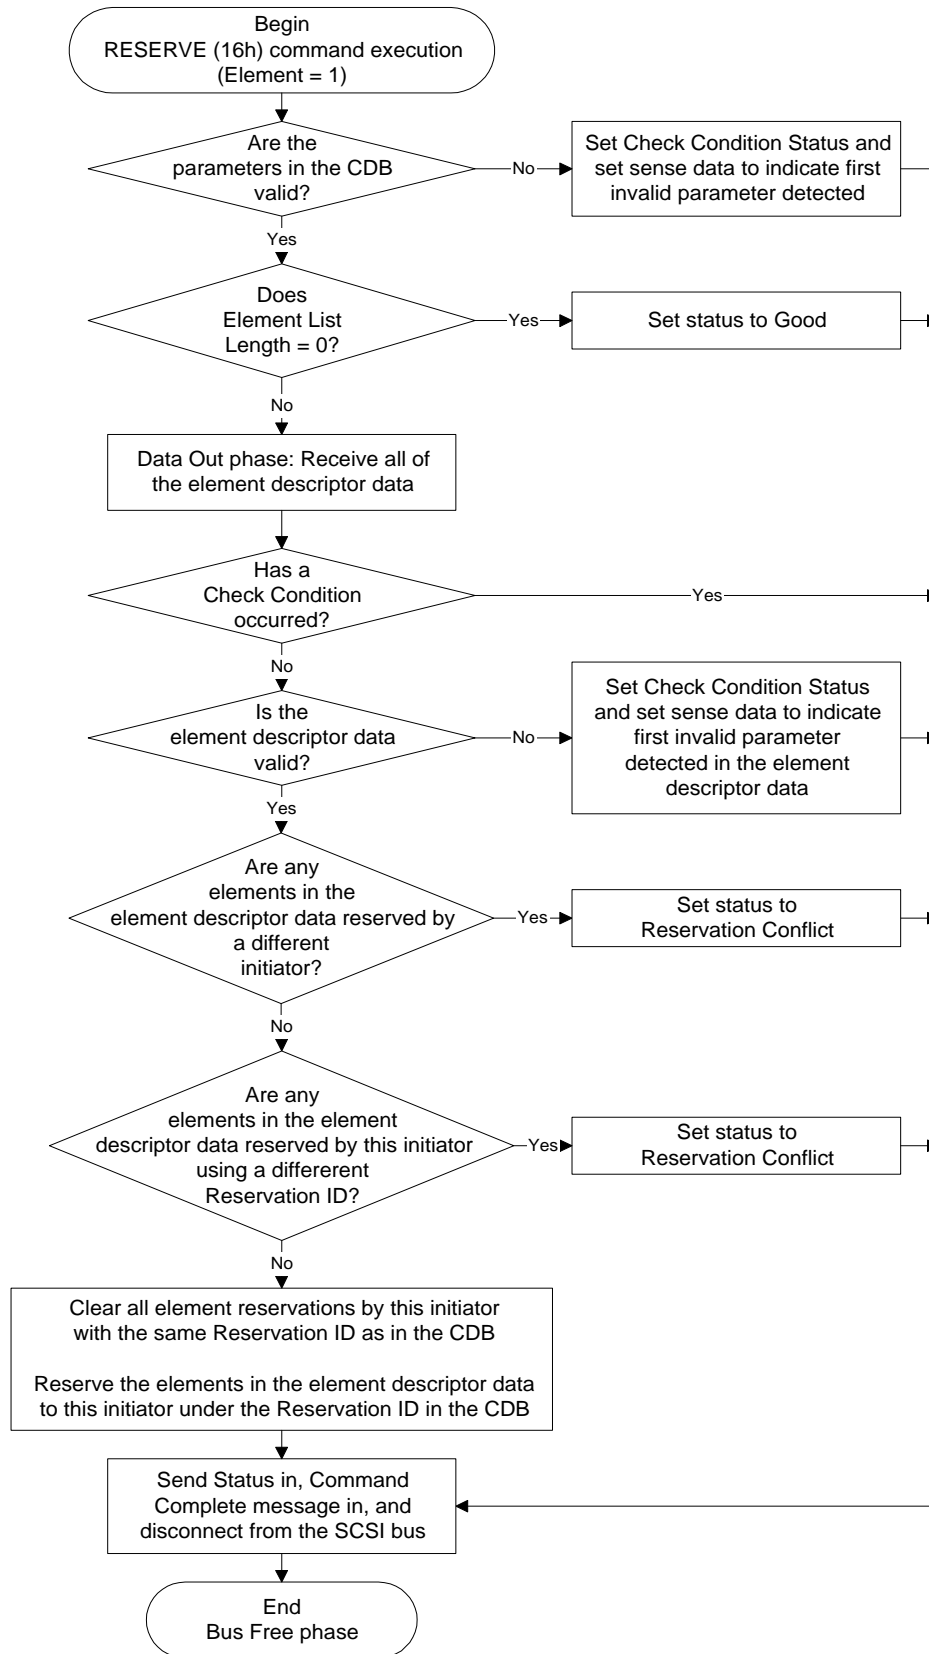 Begin
RESERVE (16h) command execution
(Element = 1)
Are the
parameters in the CDB
valid?
No
Set Check Condition Status and
set sense data to indicate first
invalid parameter detected
Yes
Does
Element List
Length = 0?
Yes
Set status to Good
No
Data Out phase: Receive all of
the element descriptor data
Has a
Check Condition
occurred?
Yes
No
Is the
element descriptor data
valid?
No
Set Check Condition Status
and set sense data to indicate
first invalid parameter
detected in the element
descriptor data
Yes
Are any
elements in the
element descriptor data reserved by
a different
initiator?
Yes
Set status to
Reservation Conflict
No
Are any
elements in the element
descriptor data reserved by this initiator
using a differerent
Reservation ID?
Yes
Set status to
Reservation Conflict
No
Clear all element reservations by this initiator
with the same Reservation ID as in the CDB
Reserve the elements in the element descriptor data
to this initiator under the Reservation ID in the CDB
Send Status in, Command
Complete message in, and
disconnect from the SCSI bus
End
Bus Free phase